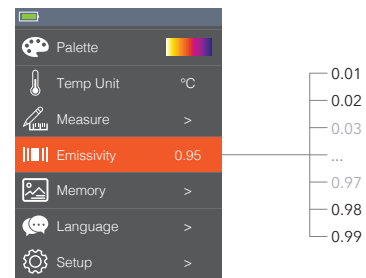 Palette
Temp Unit °C
Measure >
Emissivity 0.95
Memory >
Language >
Setup >
0.01
0.02
0.03
...
0.97
0.98
0.99